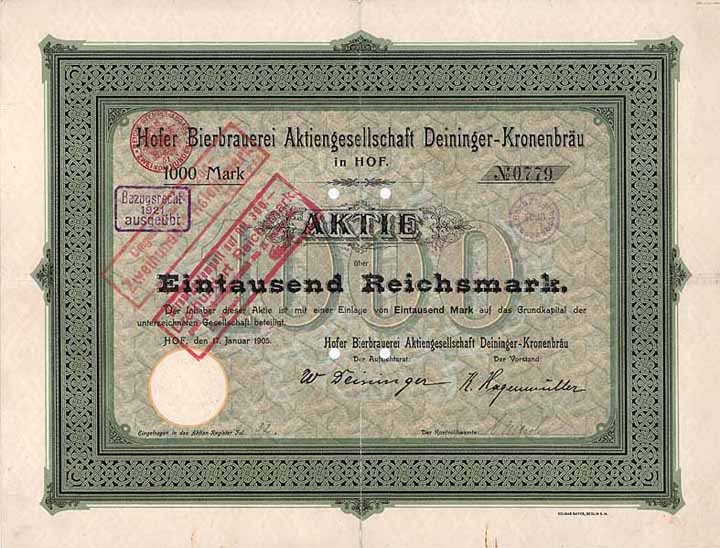 Hofer Bierbrauerei Aktiengesellschaft Deininger-Kronenbräu
in HOF.
1000 Mark
№ 0779
Bezugsrecht
1921
ausgeübt
AKTIE
über
1000
Eintausend Reichsmark.
Der Inhaber dieser Aktie ist mit einer Einlage von Eintausend Mark auf das Grundkapital der
unterzeichneten Gesellschaft beteiligt.
HOF, den 17. Januar 1905.
Hofer Bierbrauerei Aktiengesellschaft Deininger-Kronenbräu
Der Aufsichtsrat:
Der Vorstand:
W Deininger
K. Hagenmüller
Eingetragen in das Aktien-Register Fol.
Der Kontrollbeamte: